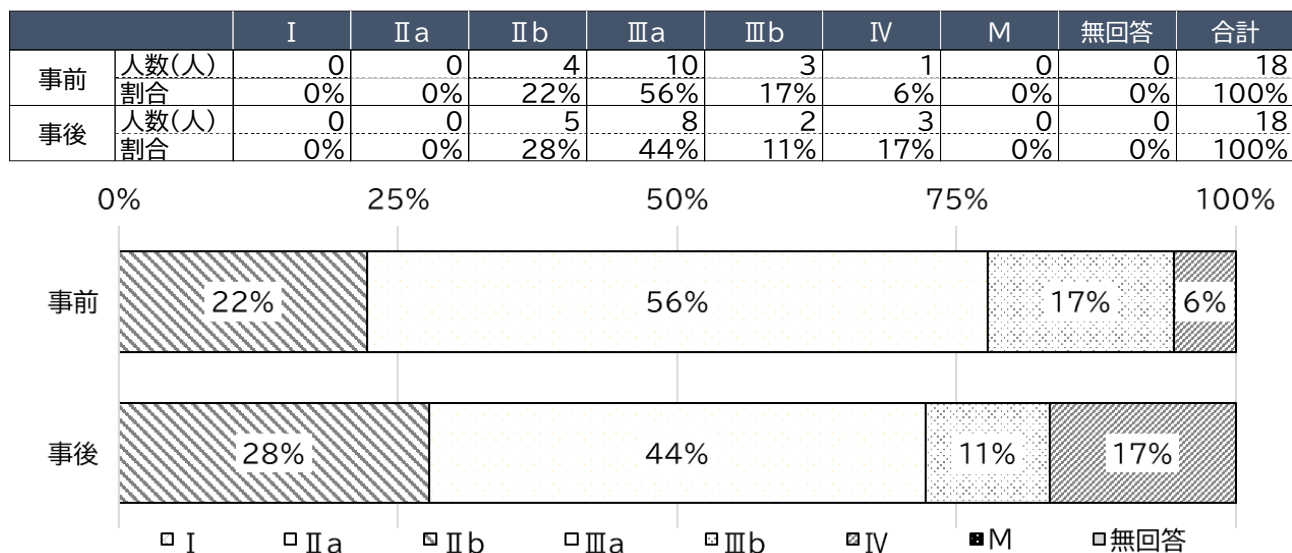 Ⅰ Ⅱa Ⅱb Ⅲa Ⅲb Ⅳ M 無回答 合計
事前 人数(人) 0 0 4 10 3 1 0 0 18
割合 0% 0% 22% 56% 17% 6% 0% 0% 100%
事後 人数(人) 0 0 5 8 2 3 0 0 18
割合 0% 0% 28% 44% 11% 17% 0% 0% 100%
0% 25% 50% 75% 100%
事前 22% 56% 17% 6%
事後 28% 44% 11% 17%
Ⅰ Ⅱa Ⅱb Ⅲa Ⅲb Ⅳ M 無回答